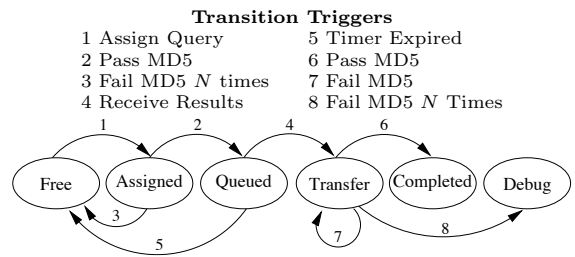 Transition Triggers
1 Assign Query
2 Pass MD5
3 Fail MD5 N times
4 Receive Results
5 Timer Expired
6 Pass MD5
7 Fail MD5
8 Fail MD5 N Times
1 2 4 6
Free Assigned Queued Transfer Completed Debug
3 5 7 8